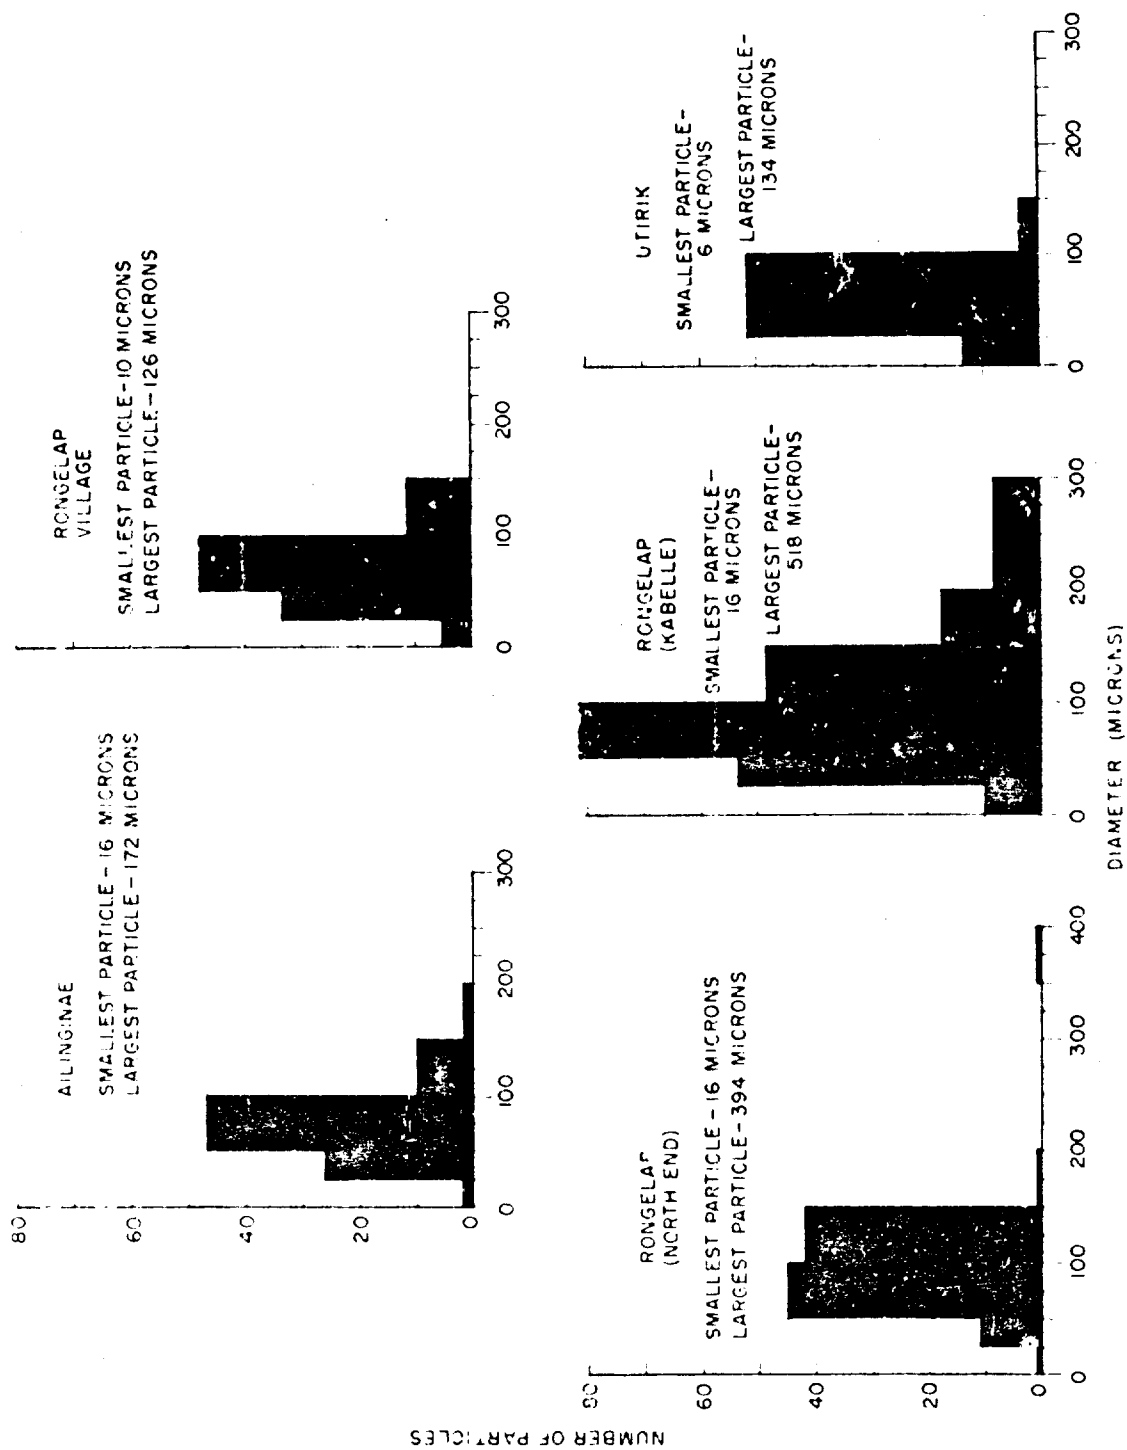 NUMBER OF PARTICLES
AILINGINAE
SMALLEST PARTICLE - 16 MICRONS
LARGEST PARTICLE - 172 MICRONS
80
60
40
20
0
0
100
200
300
RONGELAP
VILLAGE
SMALLEST PARTICLE - 10 MICRONS
LARGEST PARTICLE - 126 MICRONS
0
100
200
300
RONGELAP
(NORTH END)
SMALLEST PARTICLE - 16 MICRONS
LARGEST PARTICLE - 394 MICRONS
80
60
40
20
0
0
100
200
300
400
RONGELAP
(KABELLE)
SMALLEST PARTICLE-
16 MICRONS
LARGEST PARTICLE-
518 MICRONS
0
100
200
300
UTIRIK
SMALLEST PARTICLE-
6 MICRONS
LARGEST PARTICLE-
134 MICRONS
0
100
200
300
DIAMETER (MICRONS)